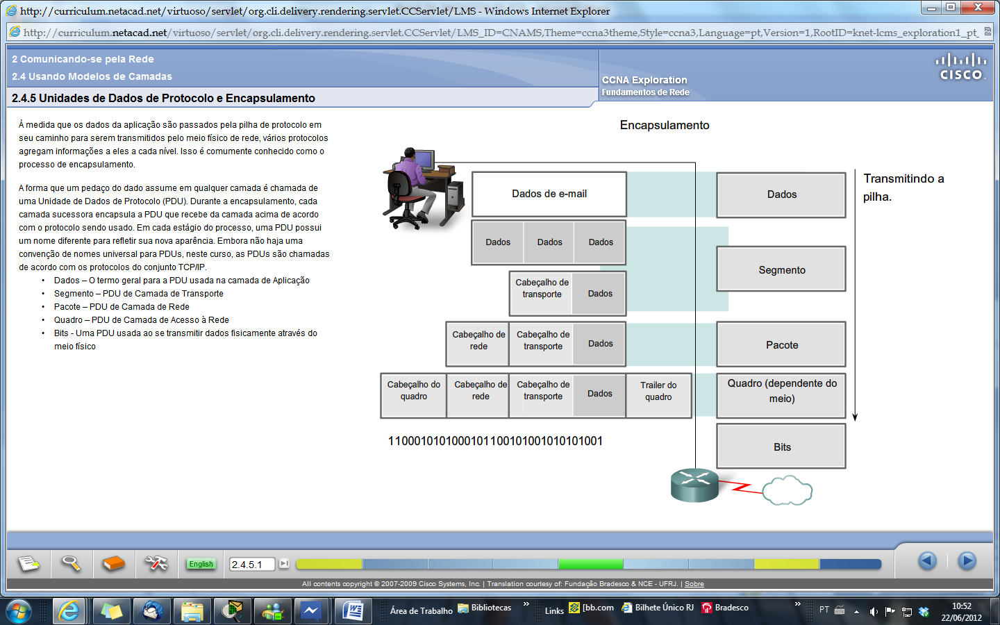 http://curriculum.netacad.net/virtuoso/servlet/org.cli.delivery.rendering.servlet.CCServlet/LMS - Windows Internet Explorer
http://curriculum.netacad.net/virtuoso/servlet/org.cli.delivery.rendering.servlet.CCServlet/LMS_ID=CNAMS,Theme=ccna3theme,Style=ccna3,Language=pt,Version=1,RootID=knet-lcms_exploration1_pt_
2 Comunicando-se pela Rede
2.4 Usando Modelos de Camadas
CCNA Exploration
Fundamentos de Rede
CISCO
2.4.5 Unidades de Dados de Protocolo e Encapsulamento
À medida que os dados da aplicação são passados pela pilha de protocolo em
seu caminho para serem transmitidos pelo meio físico de rede, vários protocolos
agregam informações a eles a cada nível. Isso é comumente conhecido como o
processo de encapsulamento.
A forma que um pedaço do dado assume em qualquer camada é chamada de
uma Unidade de Dados de Protocolo (PDU). Durante a encapsulamento, cada
camada sucessora encapsula a PDU que recebe da camada acima de acordo
com o protocolo sendo usado. Em cada estágio do processo, uma PDU possui
um nome diferente para refletir sua nova aparência. Embora não haja uma
convenção de nomes universal para PDUs, neste curso, as PDUs são chamadas
de acordo com os protocolos do conjunto TCP/IP.
• Dados – O termo geral para a PDU usada na camada de Aplicação
• Segmento – PDU de Camada de Transporte
• Pacote – PDU de Camada de Rede
• Quadro – PDU de Camada de Acesso à Rede
• Bits - Uma PDU usada ao se transmitir dados fisicamente através do
meio físico
Encapsulamento
Dados de e-mail
Dados
Transmitindo a
pilha.
Dados Dados Dados
Segmento
Cabeçalho de
transporte
Dados
Cabeçalho de
rede
Cabeçalho de
transporte
Dados
Pacote
Cabeçalho do
quadro
Cabeçalho de
rede
Cabeçalho de
transporte
Dados
Trailer do
quadro
Quadro (dependente do
meio)
1100010101000101100101001010101001
Bits
English
2.4.5.1
All contents copyright © 2007-2009 Cisco Systems, Inc. | Translation courtesy of: Fundação Bradesco & NCE - UFRJ. | Sobre
Área de Trabalho
Bibliotecas
»
Links
[bb.com
Bilhete Único RJ
Bradesco
»
PT
10:52
22/06/2012